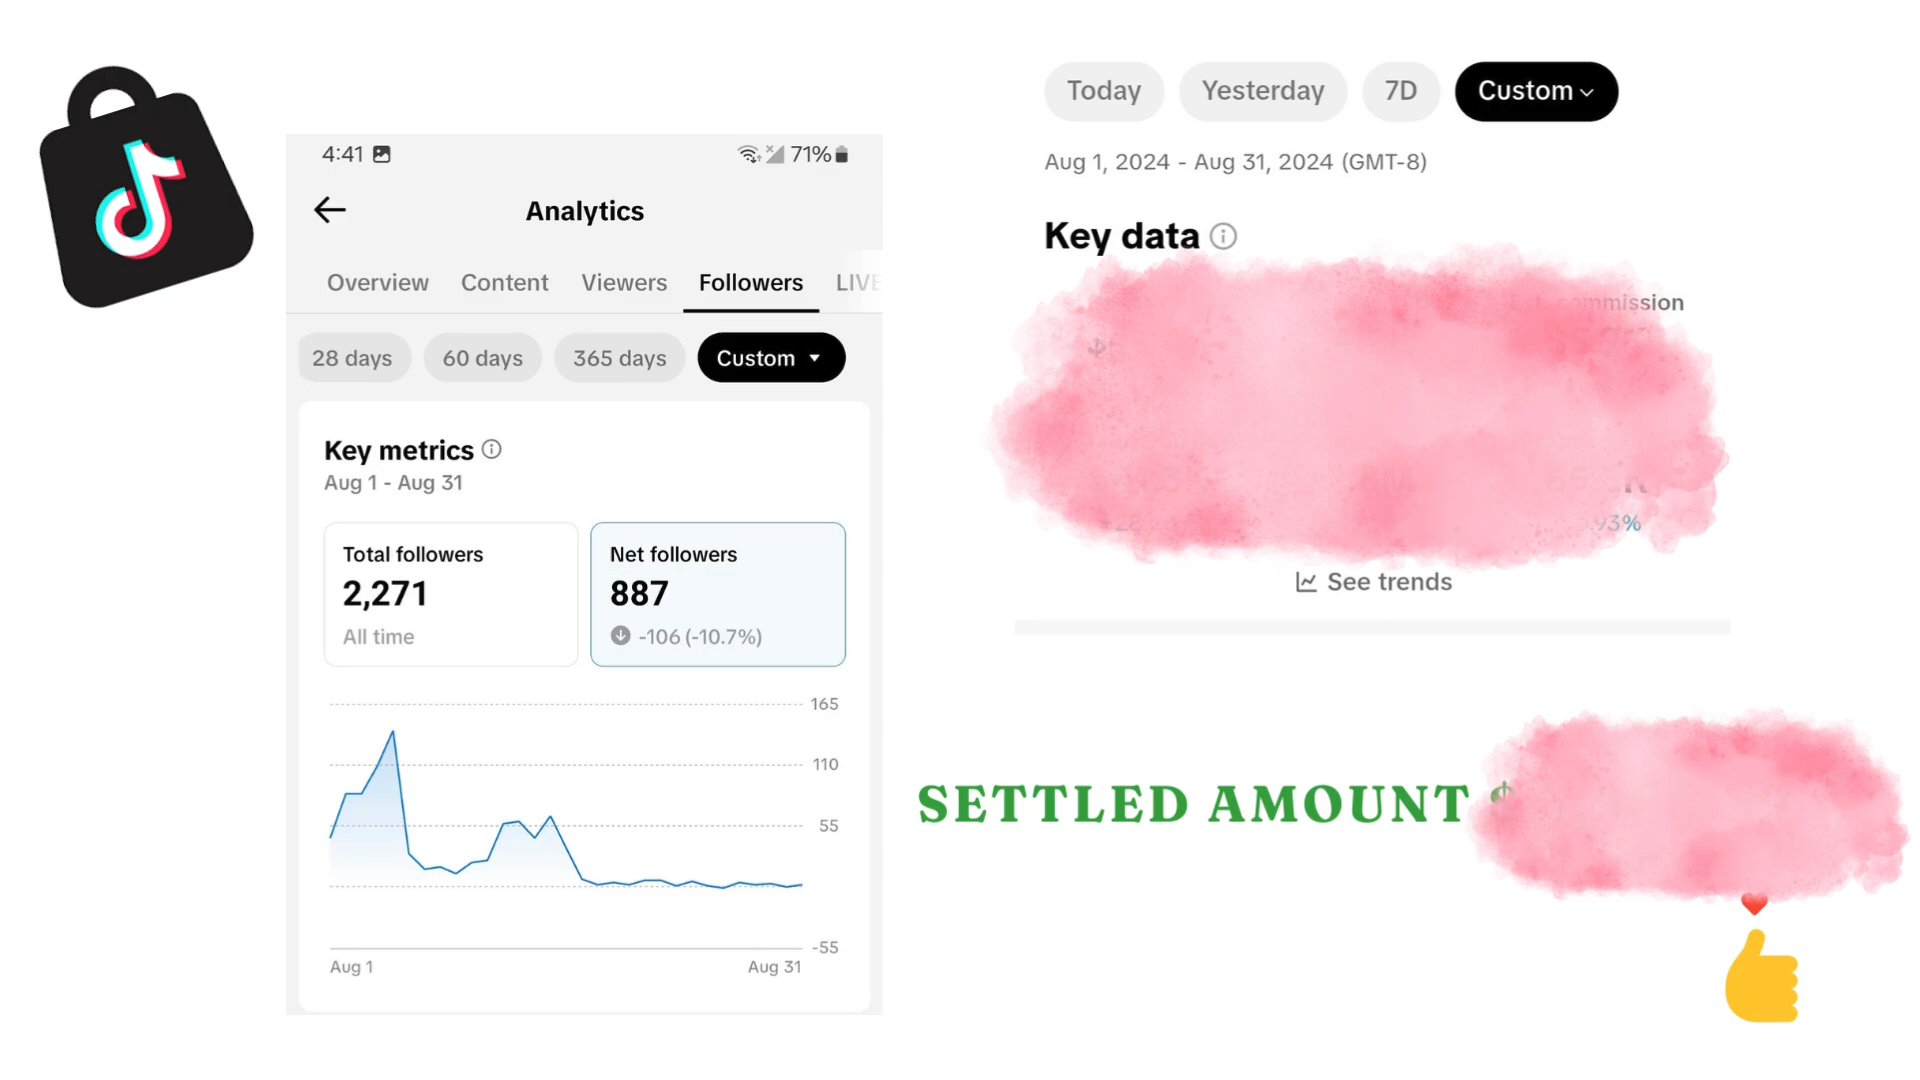 4:41
71%
Analytics
Overview Content Viewers Followers LIVE
28 days 60 days 365 days Custom
Key metrics
Aug 1 - Aug 31
Total followers
2,271
All time
Net followers
887
-106 (-10.7%)
165
110
55
-55
Aug 1 Aug 31
Today Yesterday 7D Custom
Aug 1, 2024 - Aug 31, 2024 (GMT-8)
Key data
Est. commission
See trends
SETTLED AMOUNT $